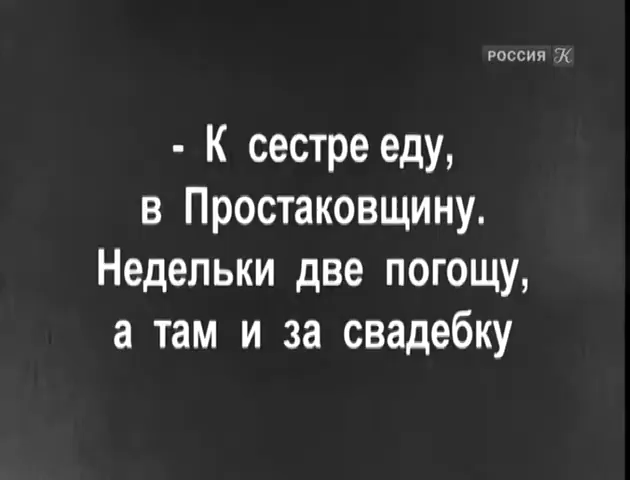 РОССИЯ К
- К сестре еду,
в Простаковщину.
Недельки две погощу,
а там и за свадебку